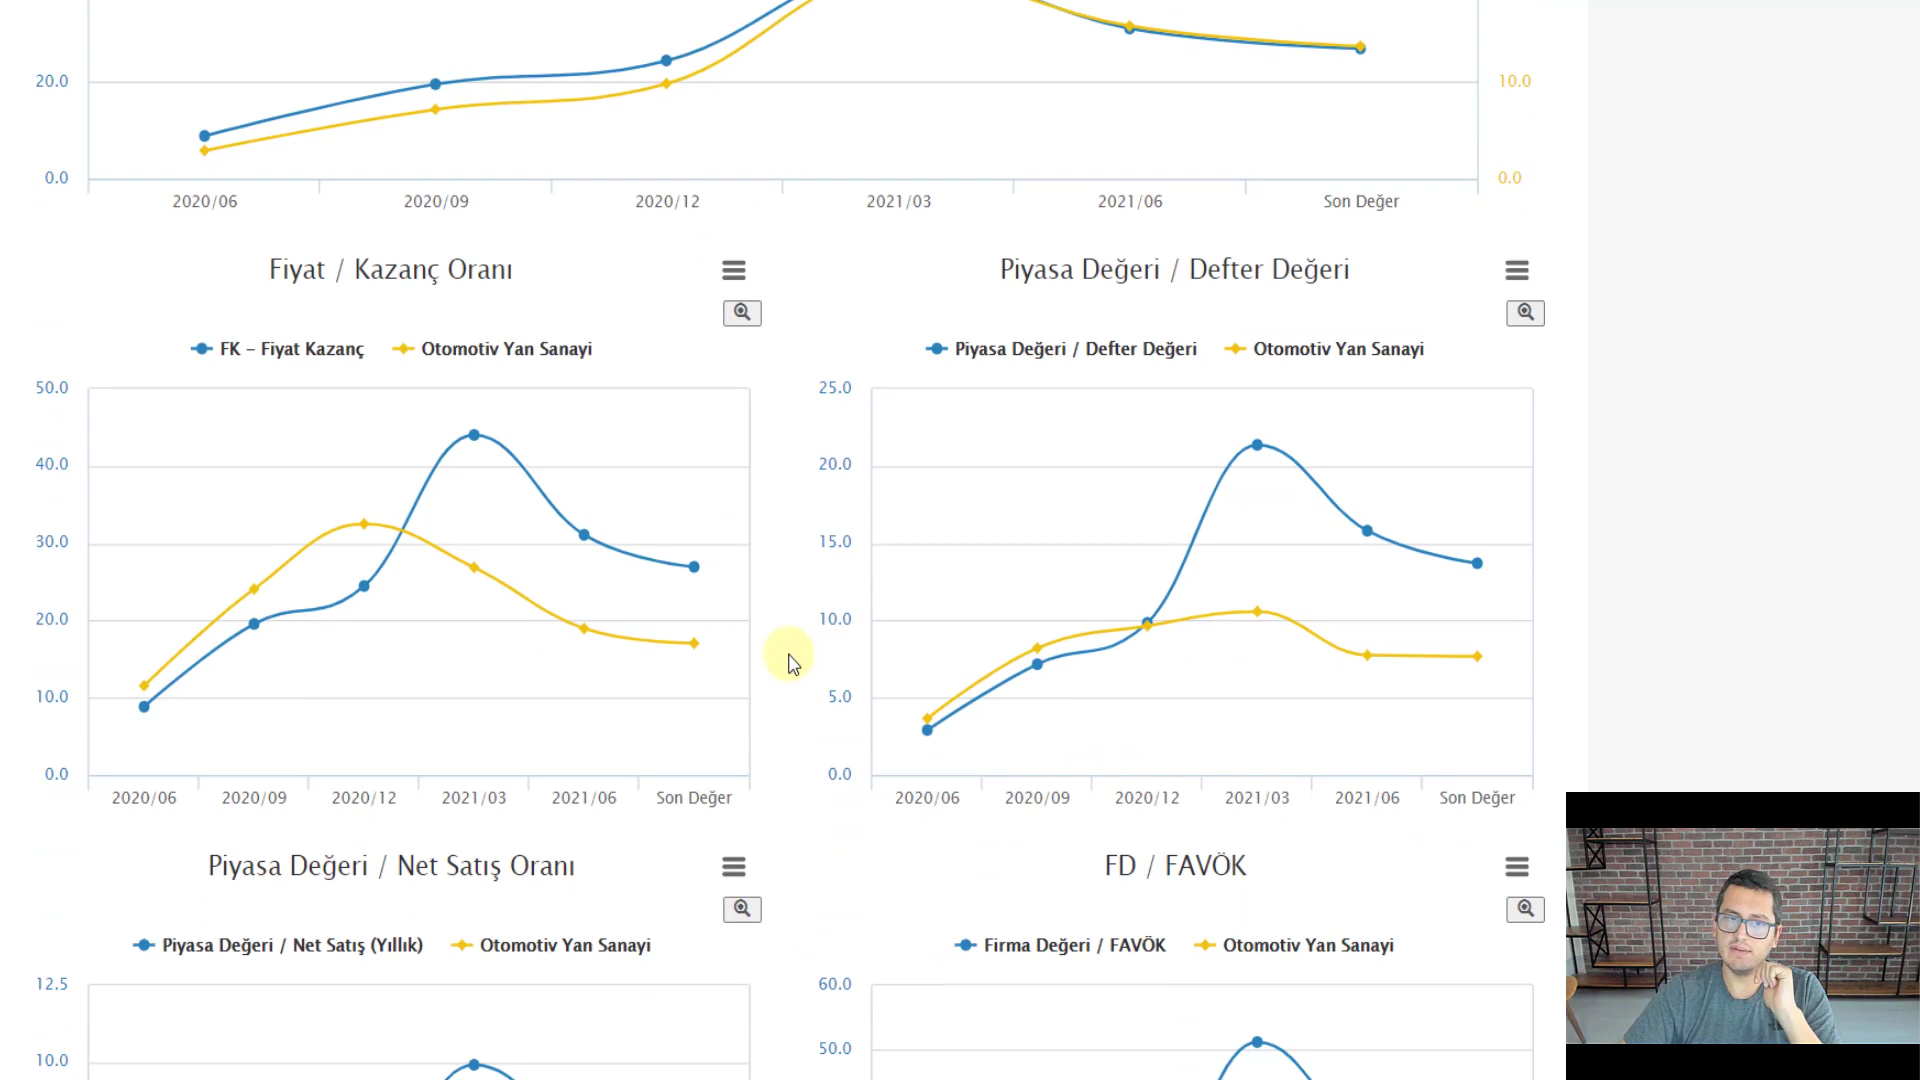 20.0
10.0
0.0
0.0
2020/06
2020/09
2020/12
2021/03
2021/06
Son Değer
Fiyat / Kazanç Oranı
FK - Fiyat Kazanç
Otomotiv Yan Sanayi
50.0
40.0
30.0
20.0
10.0
0.0
2020/06
2020/09
2020/12
2021/03
2021/06
Son Değer
Piyasa Değeri / Defter Değeri
Piyasa Değeri / Defter Değeri
Otomotiv Yan Sanayi
25.0
20.0
15.0
10.0
5.0
0.0
2020/06
2020/09
2020/12
2021/03
2021/06
Son Değer
Piyasa Değeri / Net Satış Oranı
Piyasa Değeri / Net Satış (Yıllık)
Otomotiv Yan Sanayi
12.5
10.0
FD / FAVÖK
Firma Değeri / FAVÖK
Otomotiv Yan Sanayi
60.0
50.0